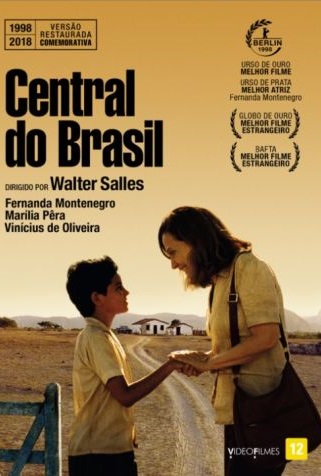 1998
2018
VERSÃO
RESTAURADA
COMEMORATIVA
BERLIN
1998
URSO DE OURO
MELHOR FILME
URSO DE PRATA
MELHOR ATRIZ
Fernanda Montenegro
GLOBO DE OURO
MELHOR FILME
ESTRANGEIRO
BAFTA
MELHOR FILME
ESTRANGEIRO
Central
do Brasil
DIRIGIDO POR Walter Salles
Fernanda Montenegro
Marília Pêra
Vinícius de Oliveira
VIDEOFILMES
12